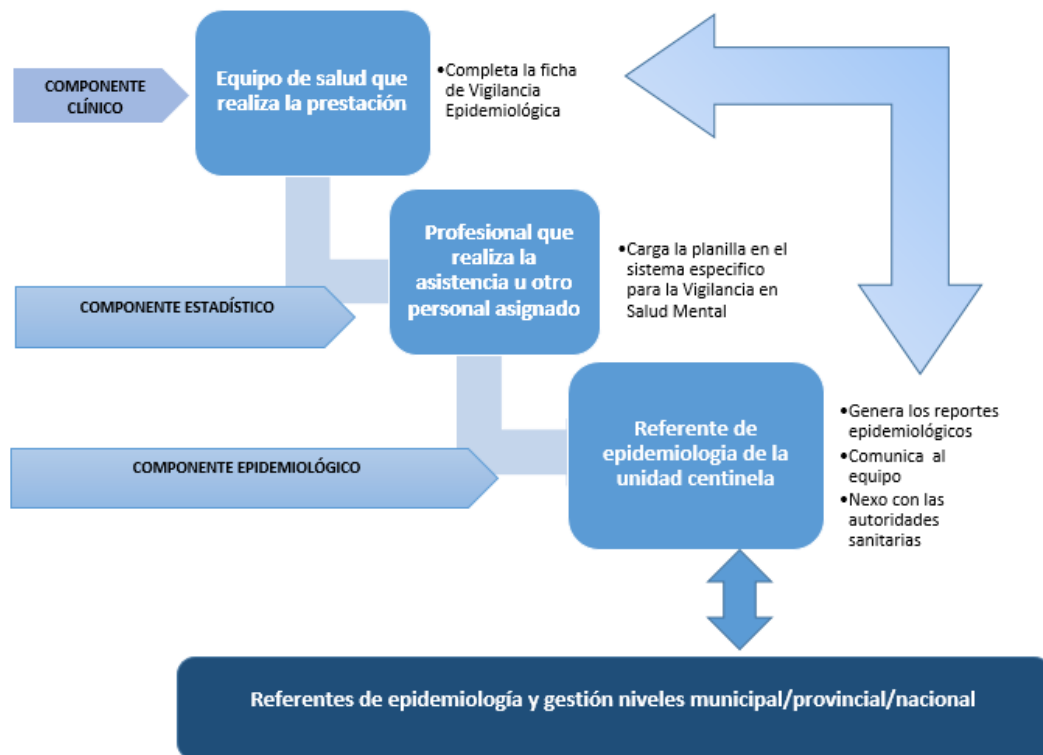 COMPONENTE
CLÍNICO
Equipo de salud que
realiza la prestación
•Completa la ficha
de Vigilancia
Epidemiológica
COMPONENTE ESTADÍSTICO
Profesional que
realiza la
asistencia u otro
personal asignado
•Carga la planilla en el
sistema especifico
para la Vigilancia en
Salud Mental
COMPONENTE EPIDEMIOLÓGICO
Referente de
epidemiologia de la
unidad centinela
•Genera los reportes
epidemiológicos
•Comunica al
equipo
•Nexo con las
autoridades
sanitarias
Referentes de epidemiología y gestión niveles municipal/provincial/nacional